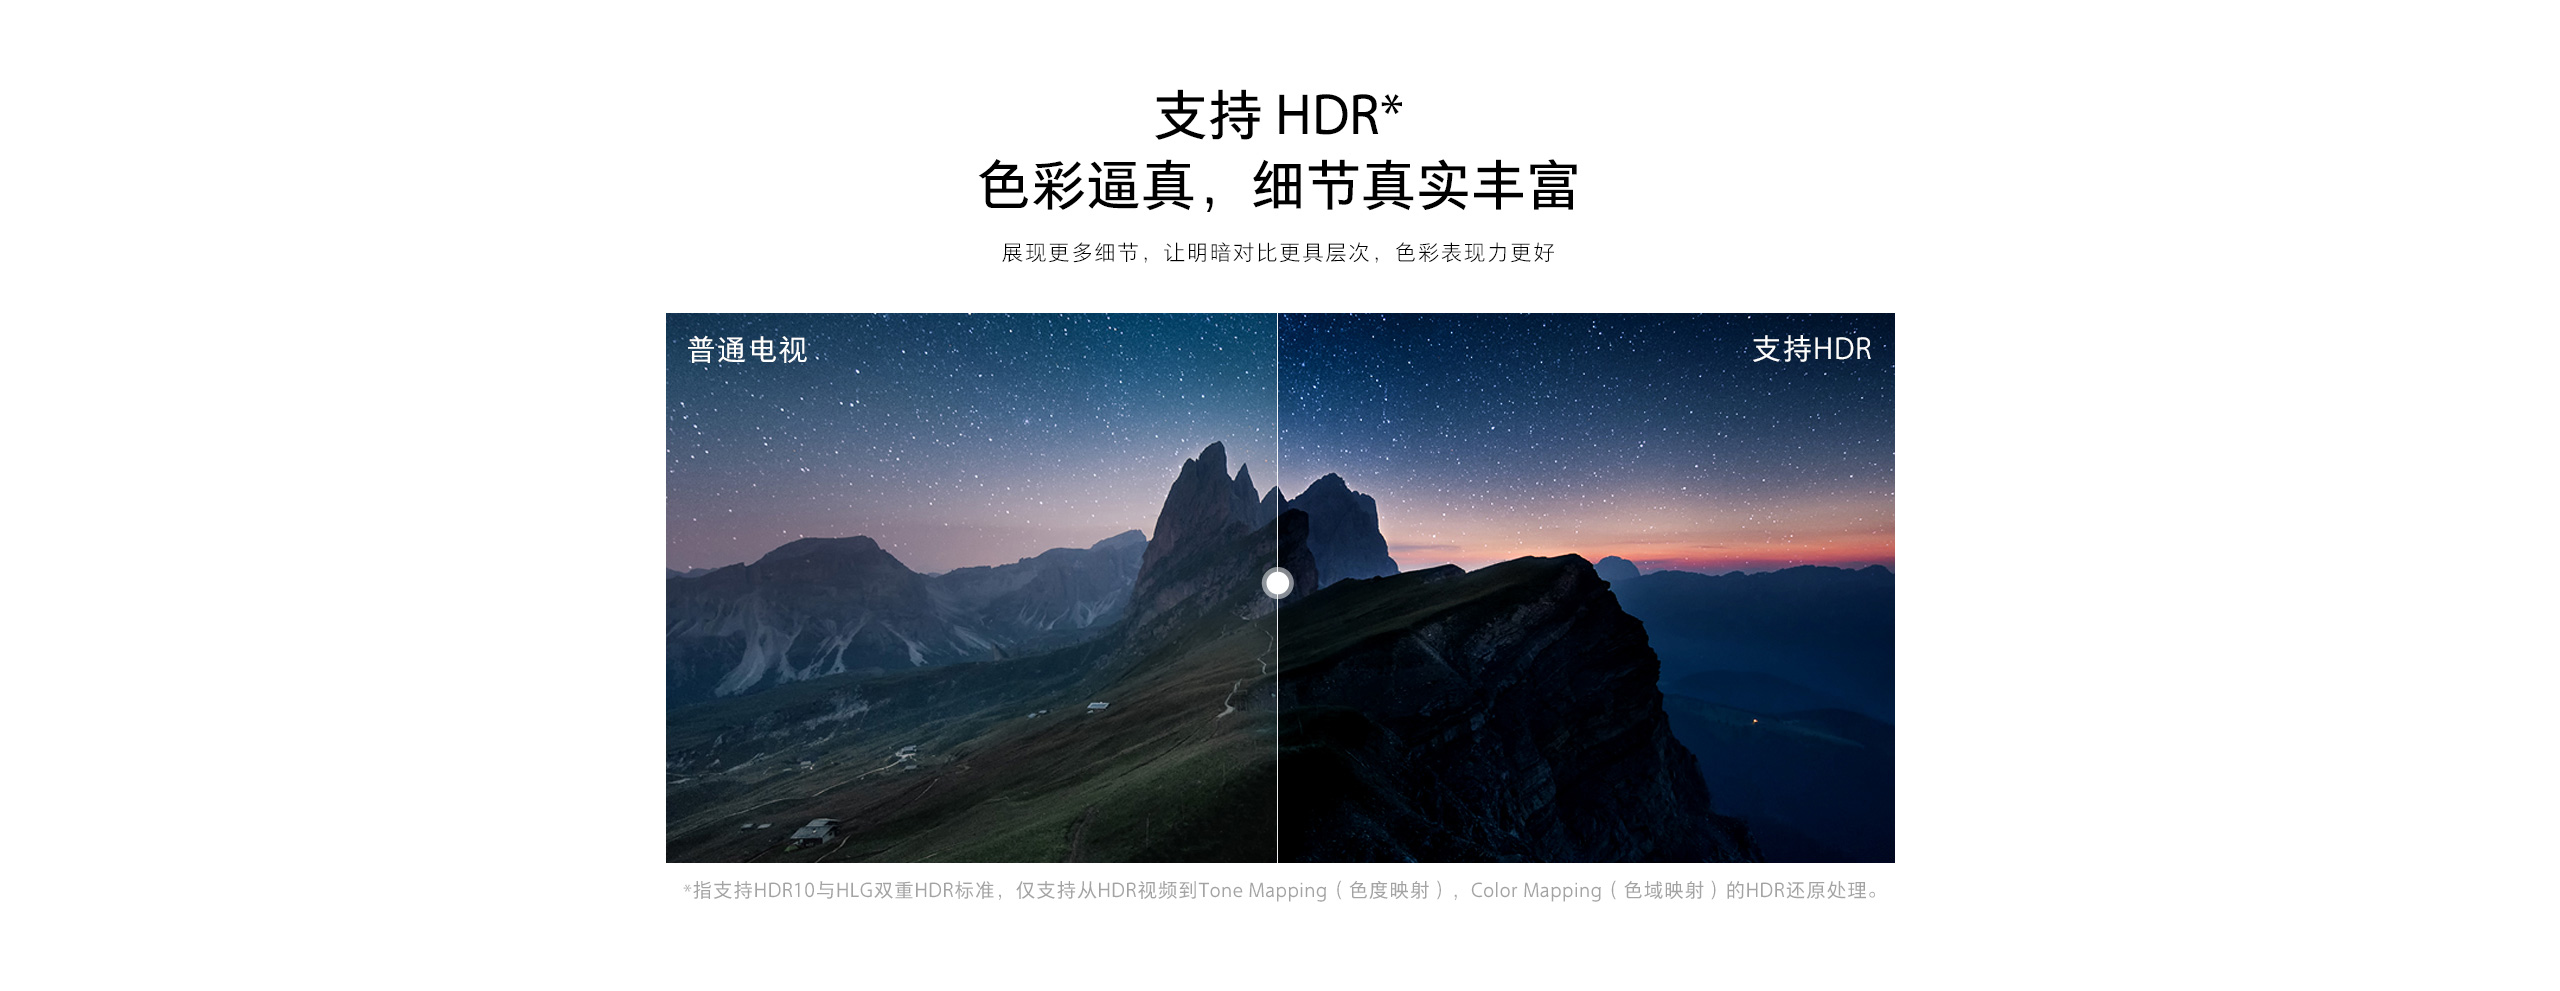 支持 HDR*
色彩逼真，细节真实丰富
展现更多细节，让明暗对比更具层次，色彩表现力更好
普通电视
支持HDR
*指支持HDR10与HLG双重HDR标准，仅支持从HDR视频到Tone Mapping（色度映射），Color Mapping（色域映射）的HDR还原处理。